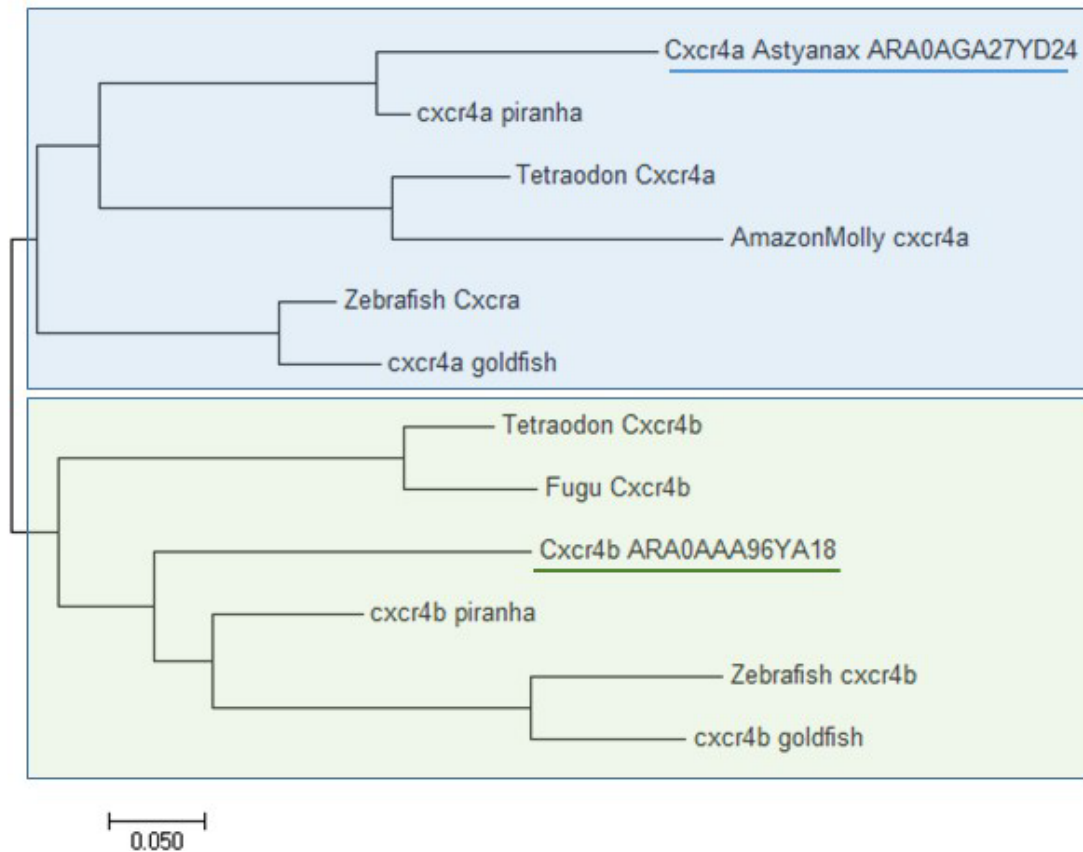 Cxcr4a Astyanax ARA0AGA27YD24
cxcr4a piranha
Tetraodon Cxcr4a
AmazonMolly cxcr4a
Zebrafish Cxcra
cxcr4a goldfish
Tetraodon Cxcr4b
Fugu Cxcr4b
Cxcr4b ARA0AAA96YA18
cxcr4b piranha
Zebrafish cxcr4b
cxcr4b goldfish
0.050